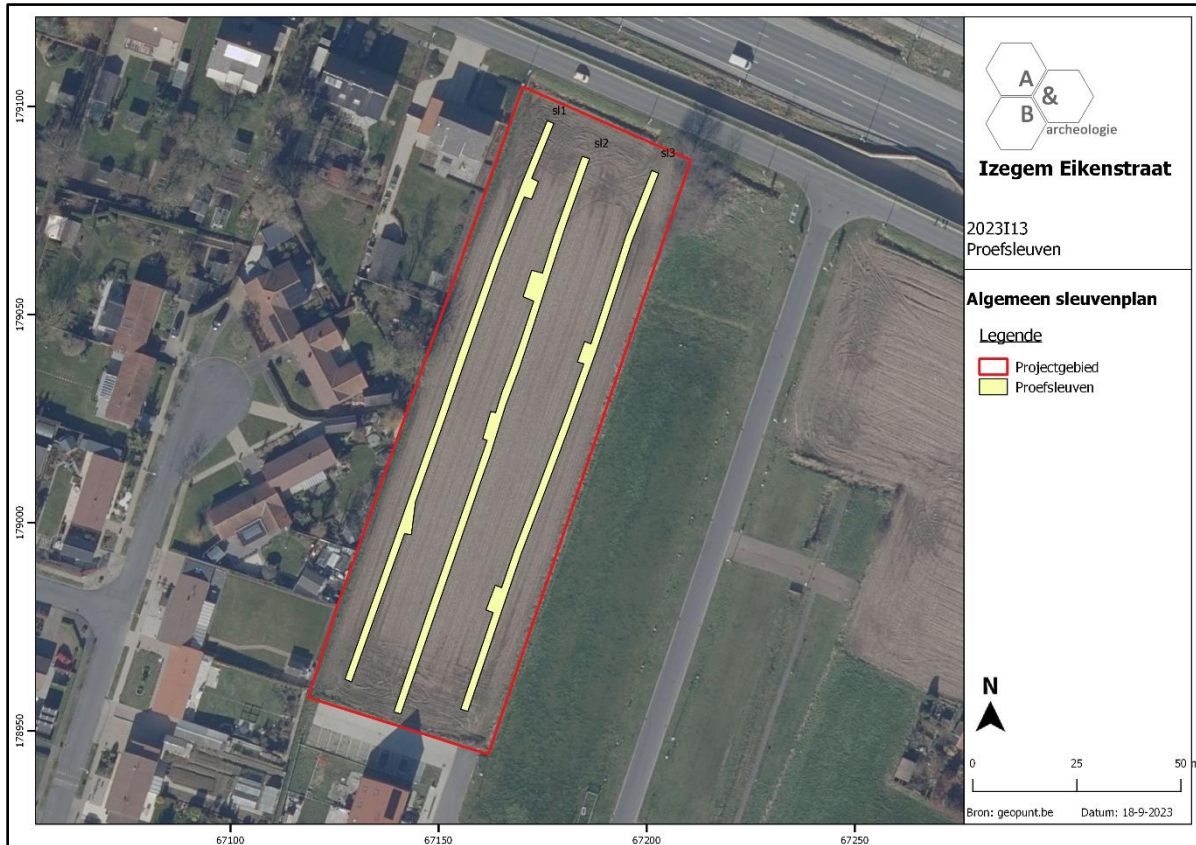 179100
179050
179000
178950
67100
67150
67200
67250
sl1
sl2
sl3
A
&
B
archeologie
Izegem Eikenstraat
2023I13
Proefsleuven
Algemeen sleuvenplan
Legende
Projectgebied
Proefsleuven
N
0 25 50 m
Bron: geopunt.be Datum: 18-9-2023